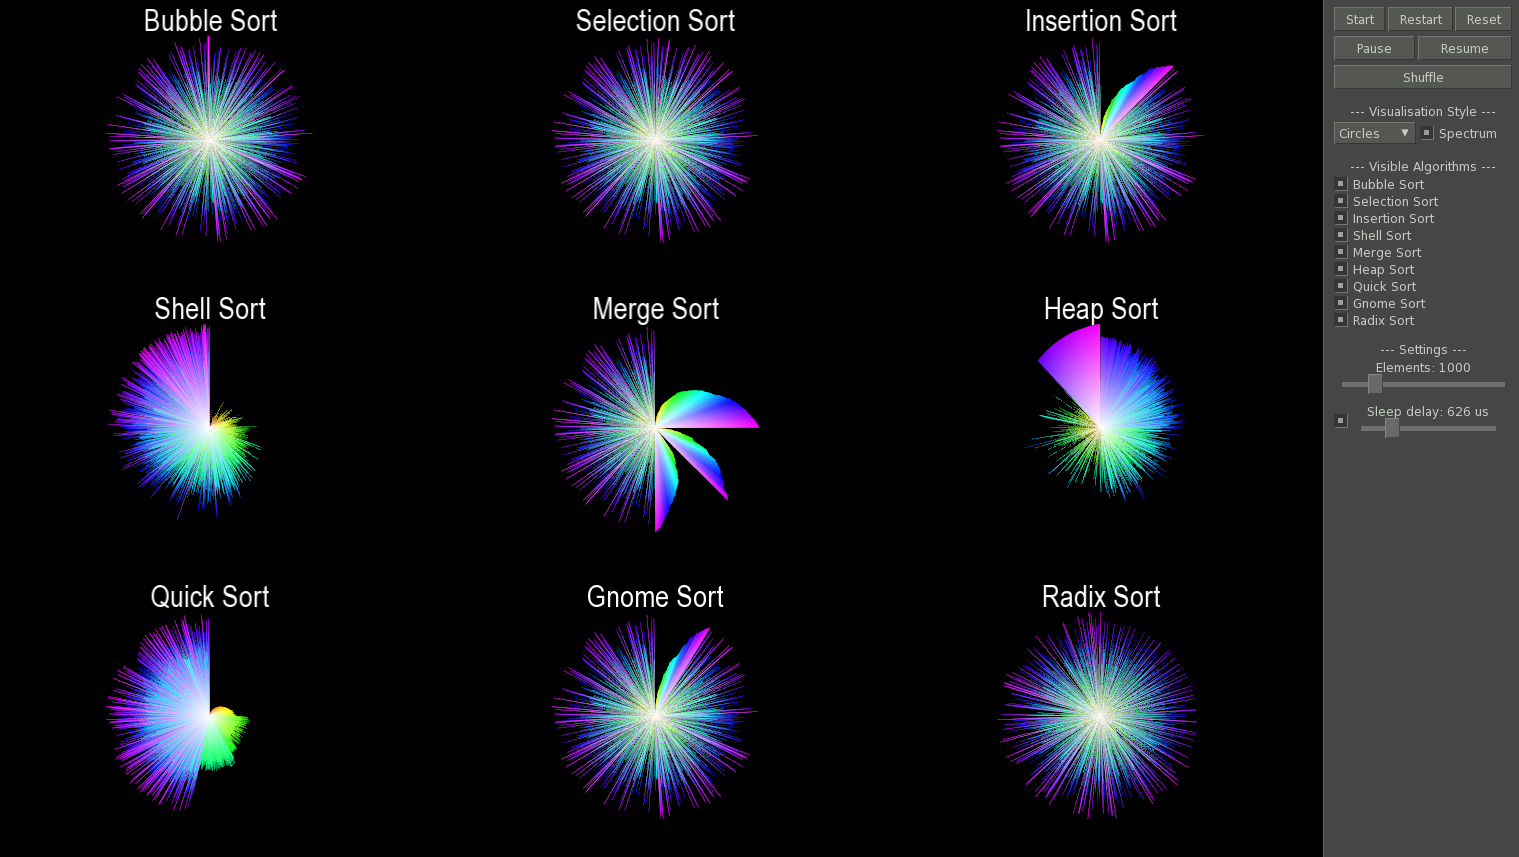 Bubble Sort
Selection Sort
Insertion Sort
Shell Sort
Merge Sort
Heap Sort
Quick Sort
Gnome Sort
Radix Sort
Start Restart Reset
Pause Resume
Shuffle
--- Visualisation Style ---
Circles ▼ Spectrum
--- Visible Algorithms ---
Bubble Sort
Selection Sort
Insertion Sort
Shell Sort
Merge Sort
Heap Sort
Quick Sort
Gnome Sort
Radix Sort
--- Settings ---
Elements: 1000
Sleep delay: 626 us